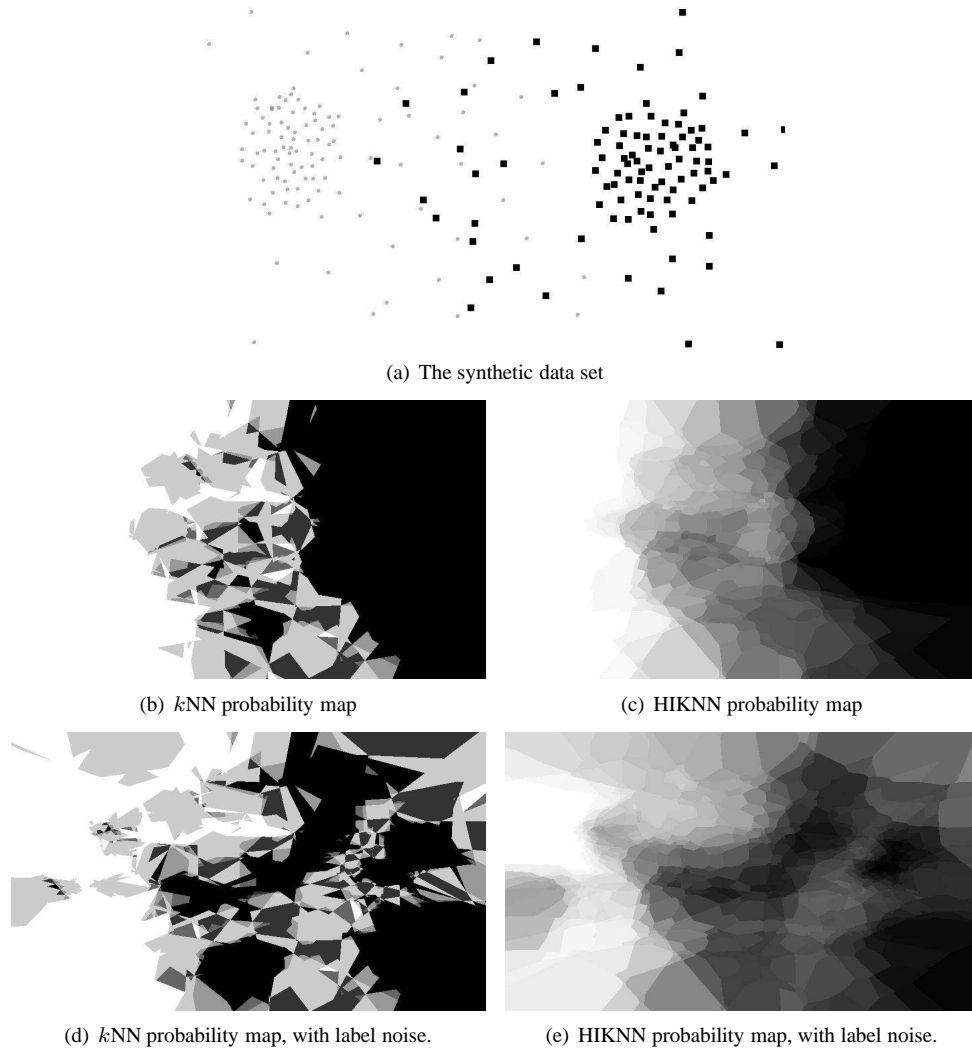 (a) The synthetic data set
(b) kNN probability map
(c) HIKNN probability map
(d) kNN probability map, with label noise.
(e) HIKNN probability map, with label noise.